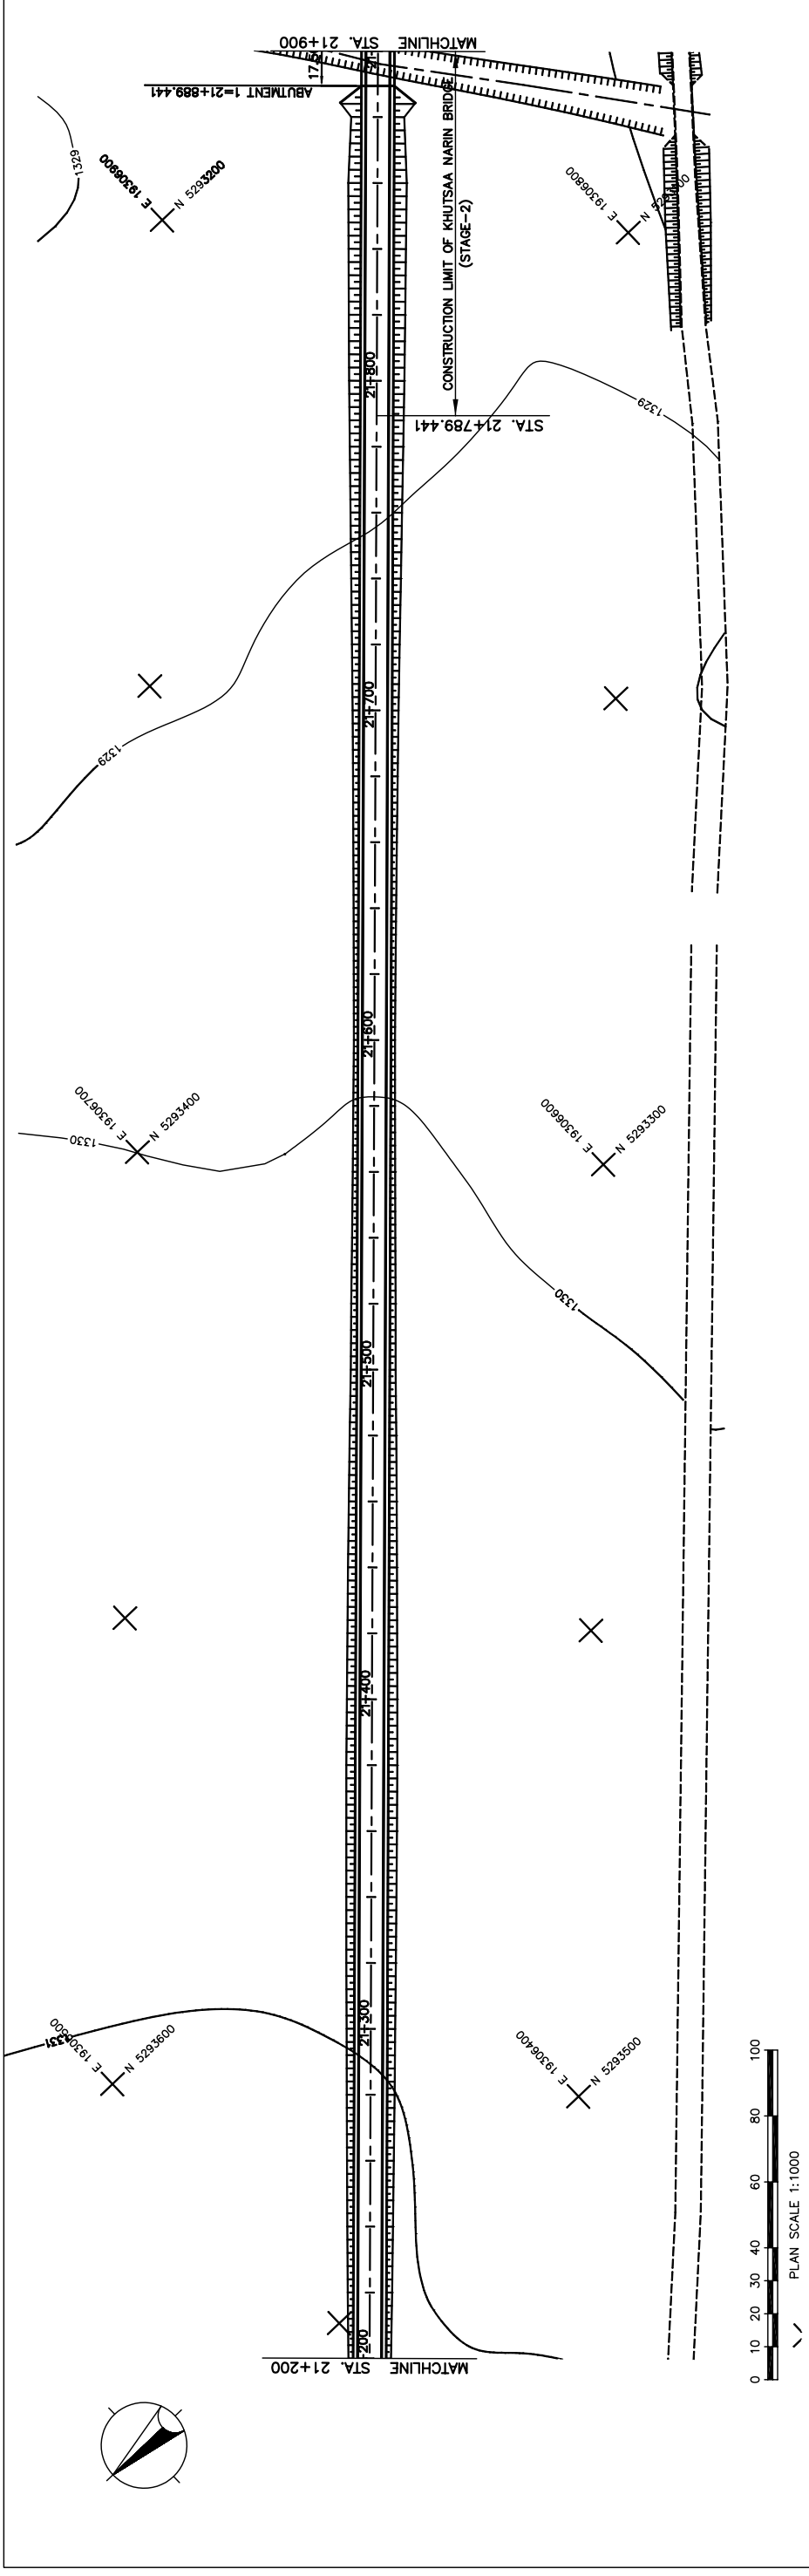 MATCHLINE STA. 21+900
17.5
ABUTMENT 1=21+889.441
CONSTRUCTION LIMIT OF KHUTSAA NARIN BRIDGE
(STAGE-2)
1329
E 19306900
N 5293200
E 19306800
21+800
STA. 21+789.441
1329
21+700
1329
21+600
E 19306700
N 5293400
1330
E 19306600
N 5293300
1330
21+500
21+400
21+300
1331
N 5293600
E 19306400
N 5293500
200
MATCHLINE STA. 21+200
0 10 20 30 40 60 80 100
PLAN SCALE 1:1000